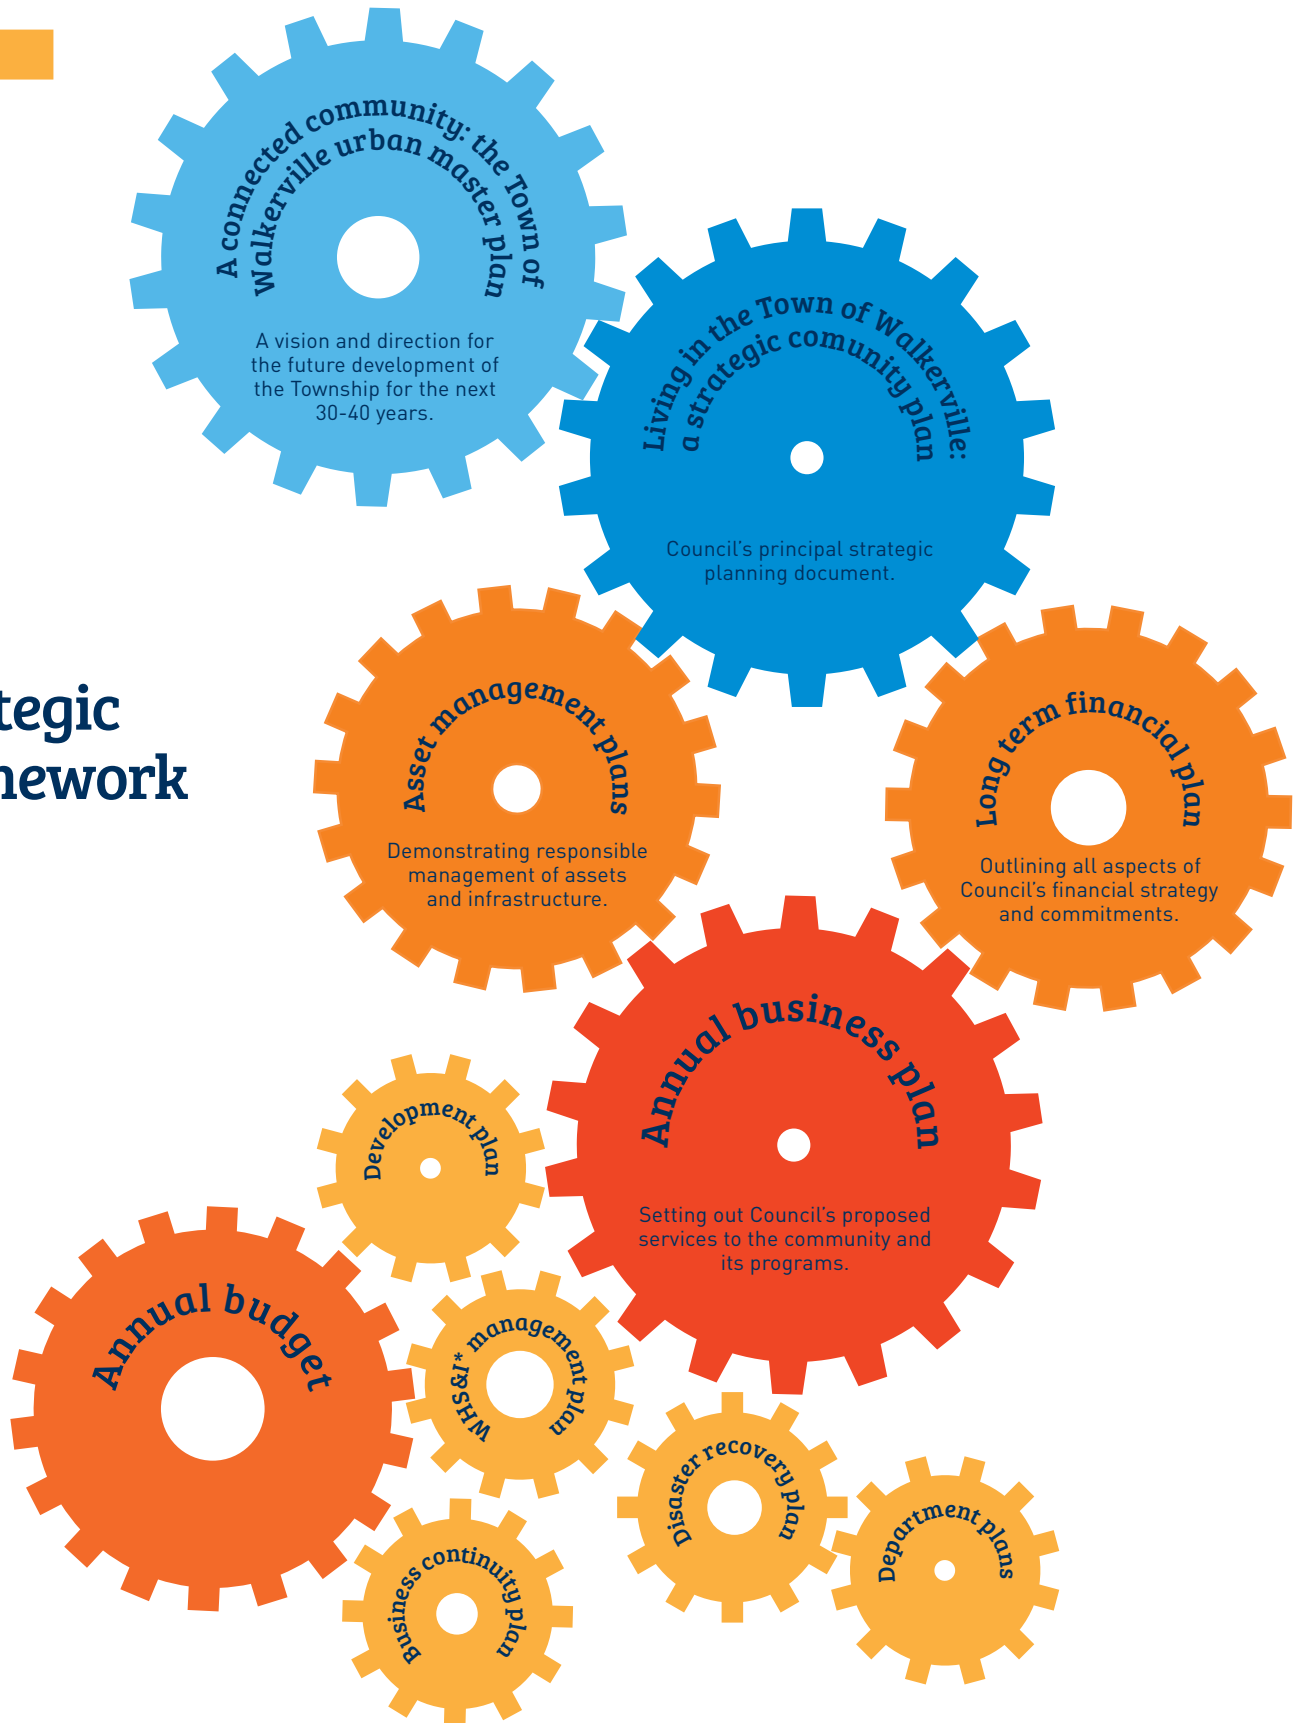 A connected community: the Town of
Walkerville urban master plan
A vision and direction for
the future development of
the Township for the next
30-40 years.
Living in the Town of Walkerville:
a strategic comunity plan
Council's principal strategic
planning document.
tegic
nework
Asset management plans
Demonstrating responsible
management of assets
and infrastructure.
Long term financial plan
Outlining all aspects of
Council's financial strategy
and commitments.
Annual business plan
Setting out Council's proposed
services to the community and
its programs.
Development plan
Annual budget
WHS&I* management plan
Disaster recovery plan
Department plans
Business continuity plan